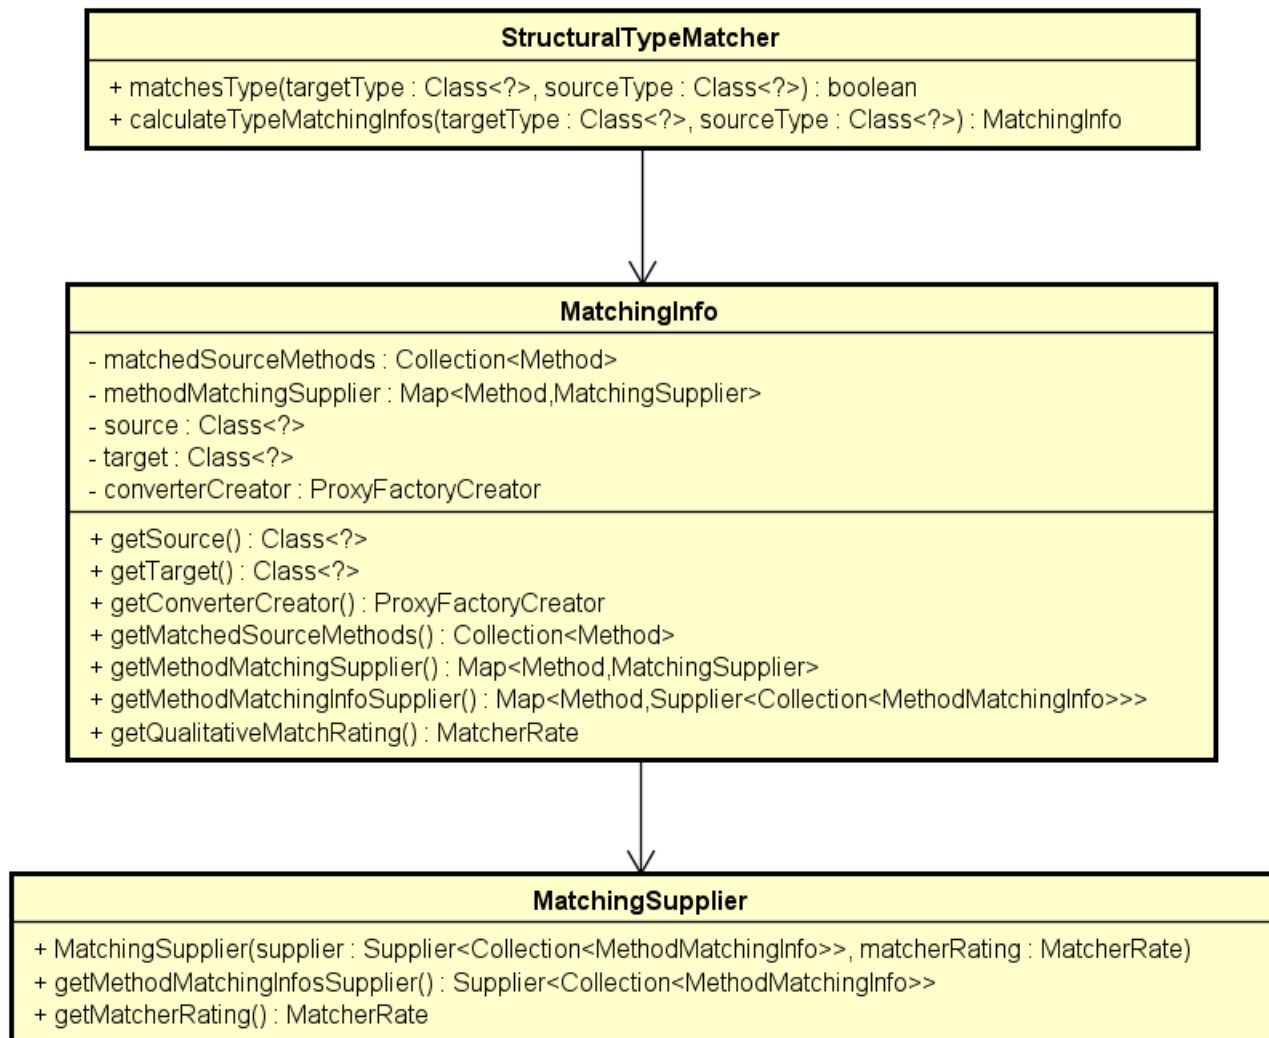 StructuralTypeMatcher
+ matchesType(targetType : Class<?>, sourceType : Class<?>) : boolean
+ calculateTypeMatchingInfos(targetType : Class<?>, sourceType : Class<?>) : MatchingInfo
MatchingInfo
- matchedSourceMethods : Collection<Method>
- methodMatchingSupplier : Map<Method,MatchingSupplier>
- source : Class<?>
- target : Class<?>
- converterCreator : ProxyFactoryCreator
+ getSource() : Class<?>
+ getTarget() : Class<?>
+ getConverterCreator() : ProxyFactoryCreator
+ getMatchedSourceMethods() : Collection<Method>
+ getMethodMatchingSupplier() : Map<Method,MatchingSupplier>
+ getMethodMatchingInfoSupplier() : Map<Method,Supplier<Collection<MethodMatchingInfo>>>
+ getQualitativeMatchRating() : MatcherRate
MatchingSupplier
+ MatchingSupplier(supplier : Supplier<Collection<MethodMatchingInfo>>, matcherRating : MatcherRate)
+ getMethodMatchingInfosSupplier() : Supplier<Collection<MethodMatchingInfo>>
+ getMatcherRating() : MatcherRate